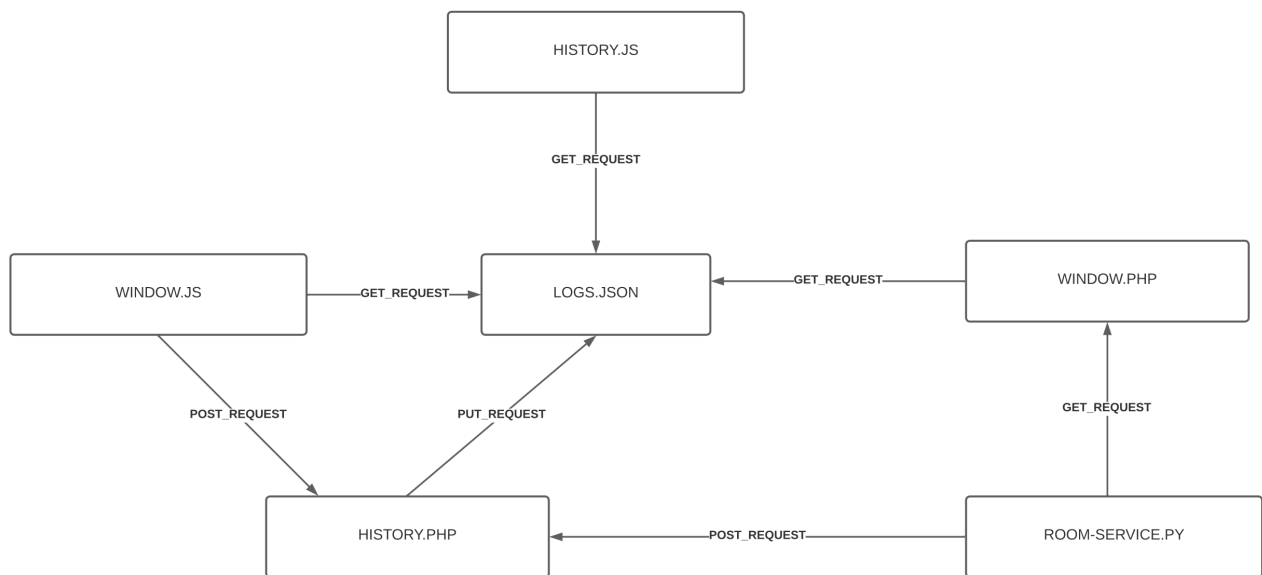 HISTORY.JS
GET_REQUEST
WINDOW.JS
GET_REQUEST
LOGS.JSON
GET_REQUEST
WINDOW.PHP
POST_REQUEST
PUT_REQUEST
GET_REQUEST
HISTORY.PHP
POST_REQUEST
ROOM-SERVICE.PY